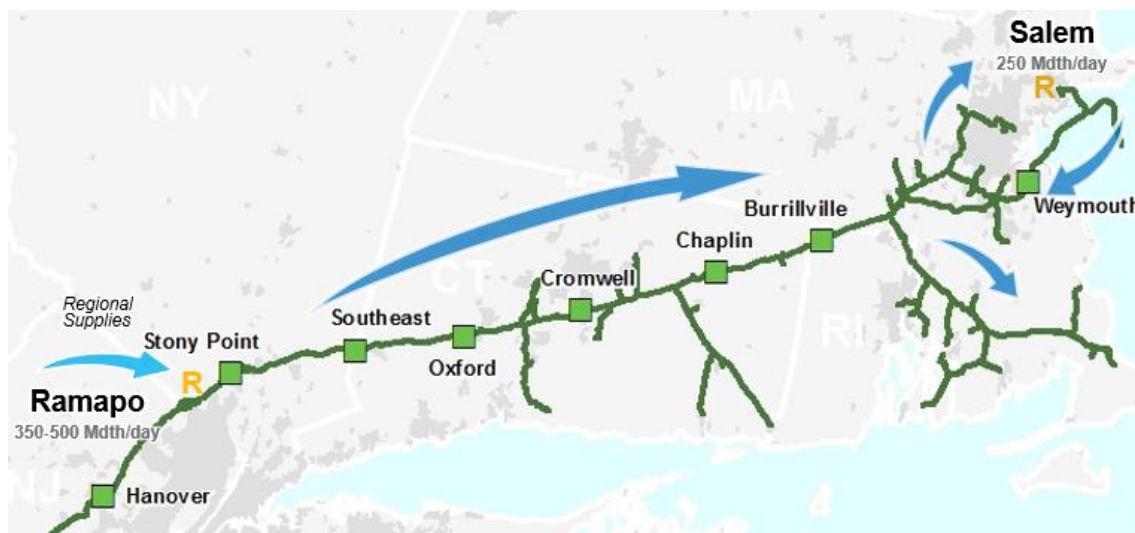 Salem
250 Mdth/day
R
NY
MA
Weymouth
Burrillville
Chaplin
CT
Cromwell
Regional
Supplies
Southeast
Stony Point
RI
Oxford
R
Ramapo
350-500 Mdth/day
NJ
Hanover